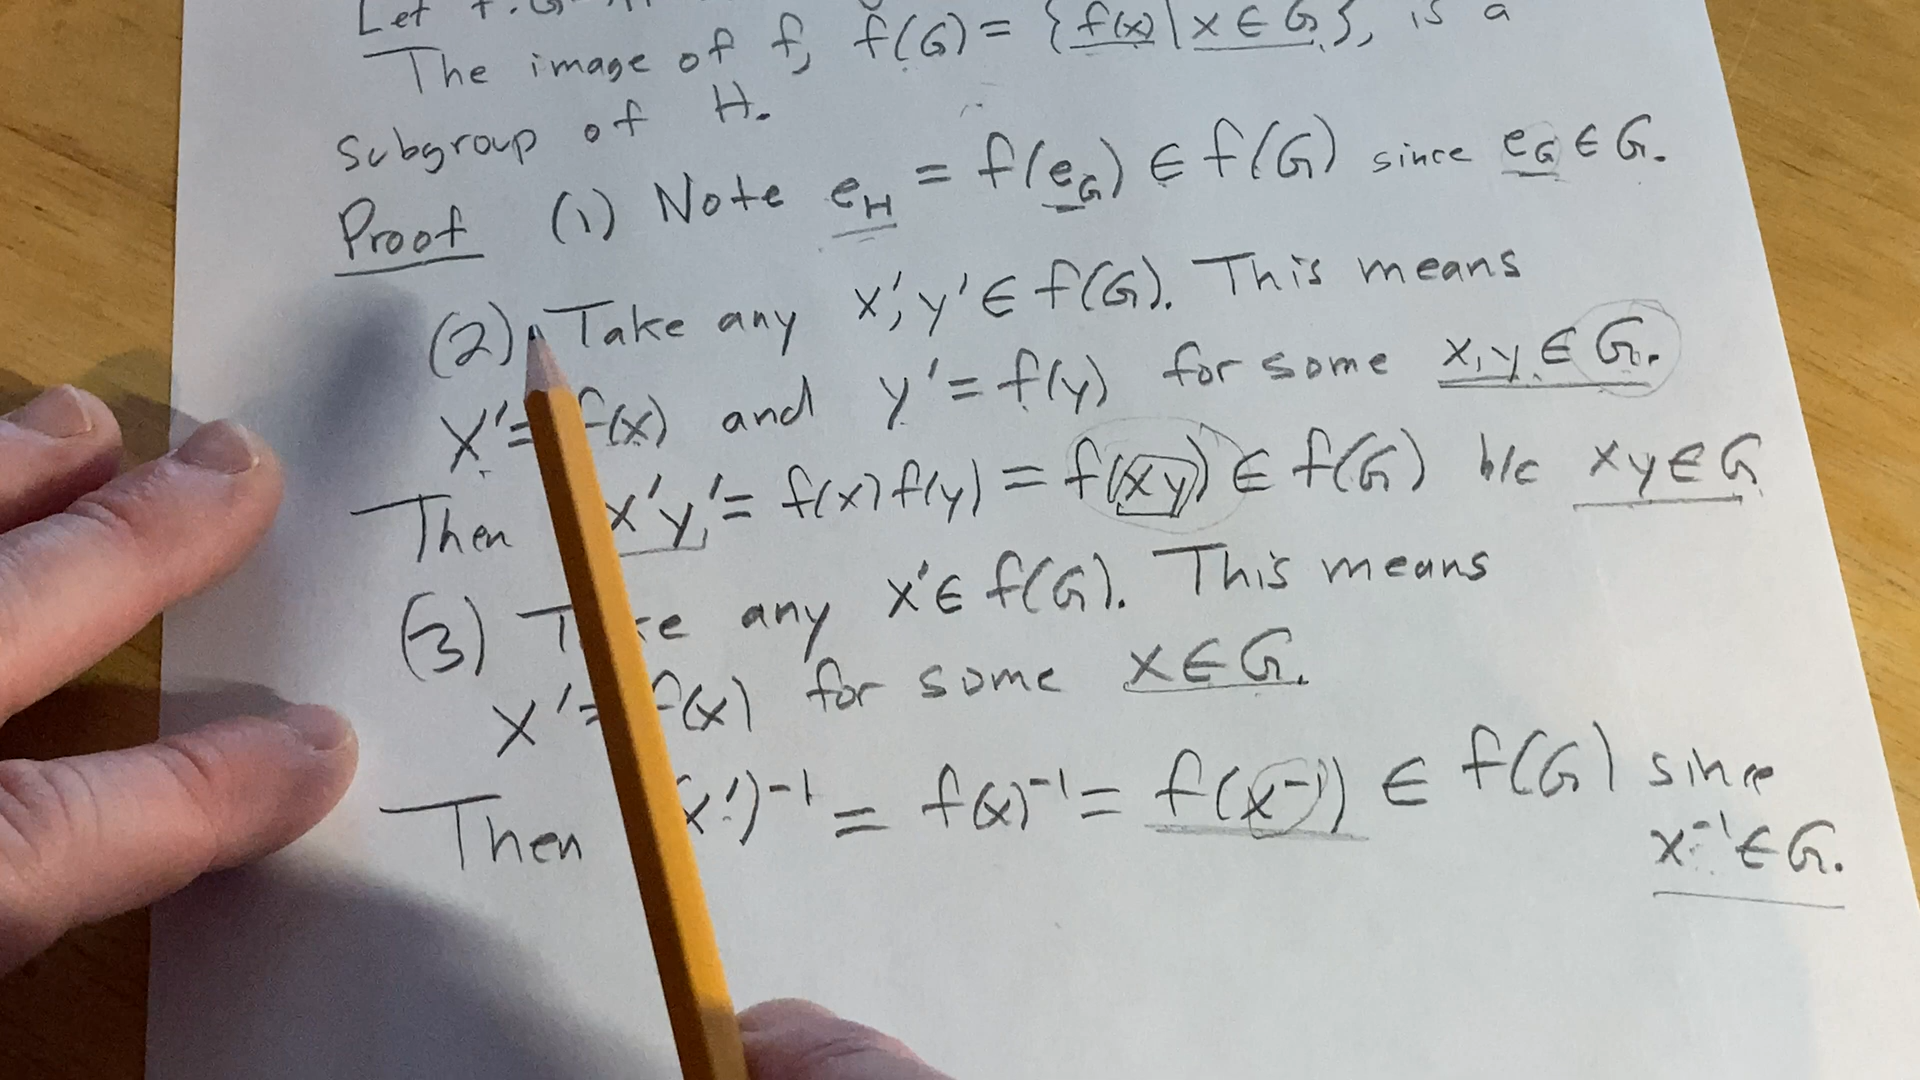 Let
The image of f, f(G) = {f(x) | x ∈ G}, is a
subgroup of H.
Proof (1) Note e_H = f(e_G) ∈ f(G) since e_G ∈ G.
(2) Take any x', y' ∈ f(G). This means
x' = f(x) and y' = f(y) for some x, y ∈ G.
Then x'y' = f(x) f(y) = f(xy) ∈ f(G) b/c xy ∈ G
(3) any x' ∈ f(G). This means
x' = f(x) for some x ∈ G.
Then (x')⁻¹ = f(x)⁻¹ = f(x⁻¹) ∈ f(G) since
x⁻¹ ∈ G.